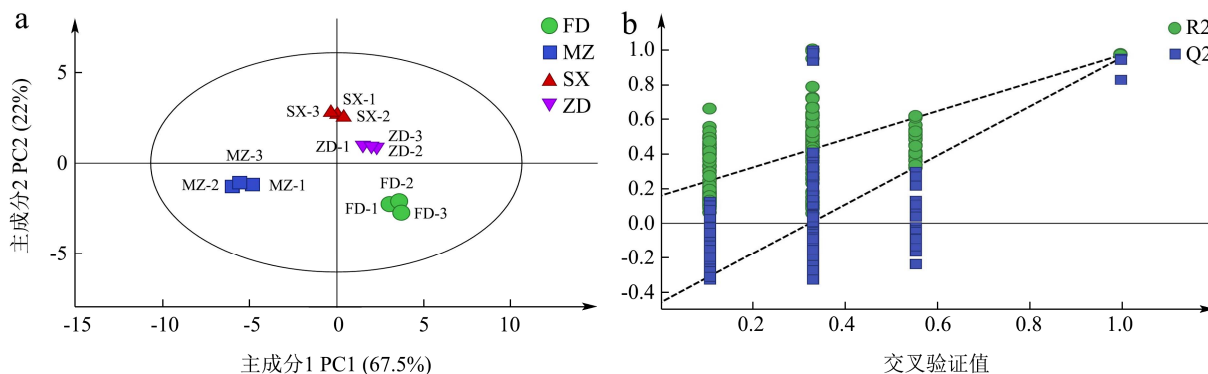 a
FD
MZ
SX
ZD
5
0
-5
SX-1
SX-3
SX-2
ZD-3
ZD-1
ZD-2
MZ-3
MZ-2
MZ-1
FD-2
FD-1
FD-3
-15
-10
-5
0
5
10
主成分2 PC2 (22%)
主成分1 PC1 (67.5%)
b
R2
Q2
1.0
0.8
0.6
0.4
0.2
0.0
-0.2
-0.4
0.2
0.4
0.6
0.8
1.0
交叉验证值